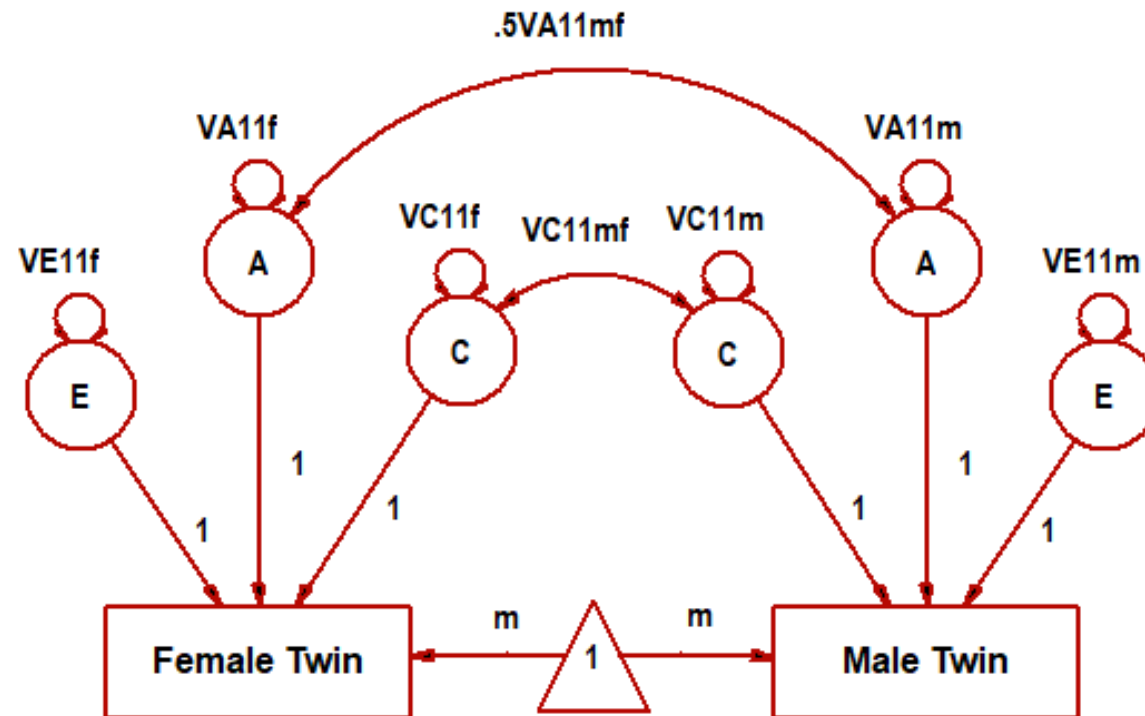 .5VA11mf
VA11f
VA11m
VC11f
VC11mf
VC11m
VE11f
VE11m
A
A
C
C
E
E
1
1
1
1
1
1
m
m
1
Female Twin
Male Twin